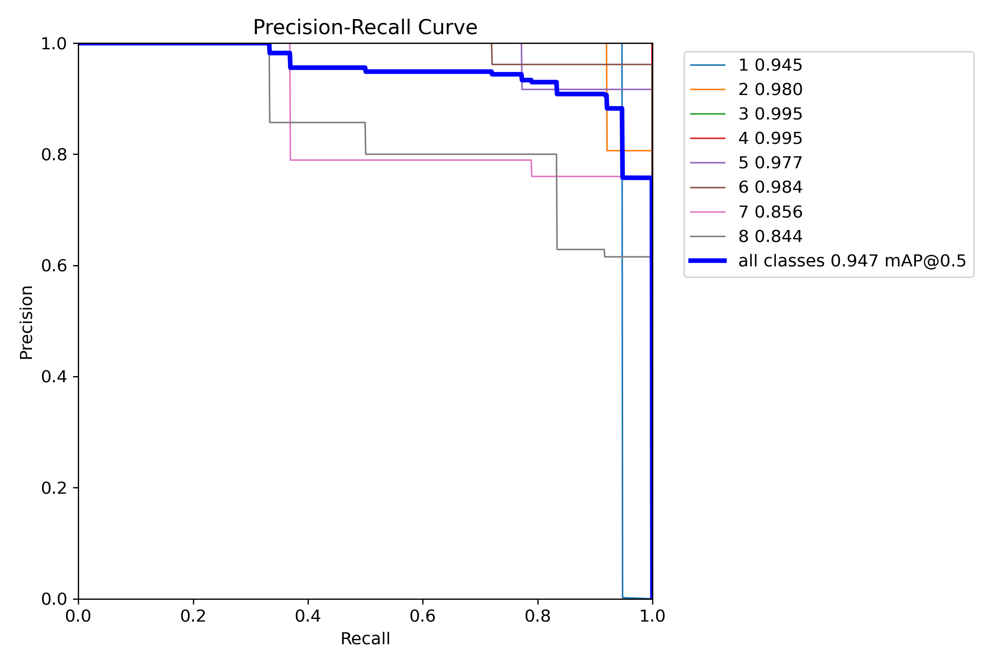 Precision-Recall Curve
1.0
0.8
0.6
0.4
0.2
0.0
Precision
0.0 0.2 0.4 0.6 0.8 1.0
Recall
1 0.945
2 0.980
3 0.995
4 0.995
5 0.977
6 0.984
7 0.856
8 0.844
all classes 0.947 mAP@0.5